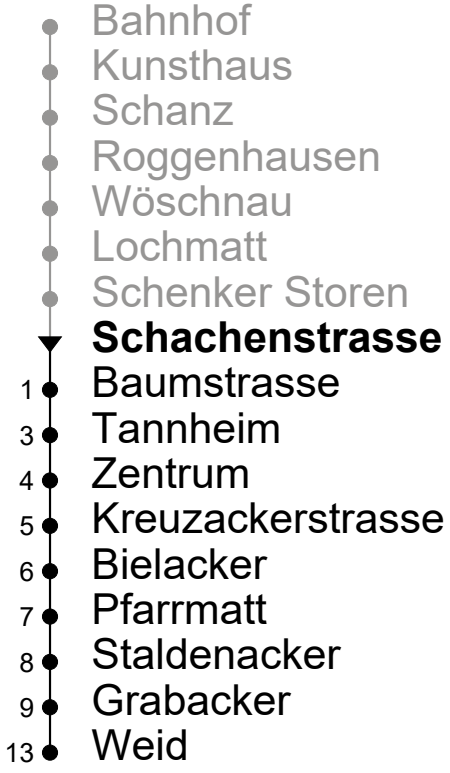 Bahnhof
Kunsthaus
Schanz
Roggenhausen
Wöschnau
Lochmatt
Schenker Storen
Schachenstrasse
1 Baumstrasse
3 Tannheim
4 Zentrum
5 Kreuzackerstrasse
6 Bielacker
7 Pfarrmatt
8 Staldenacker
9 Grabacker
13 Weid